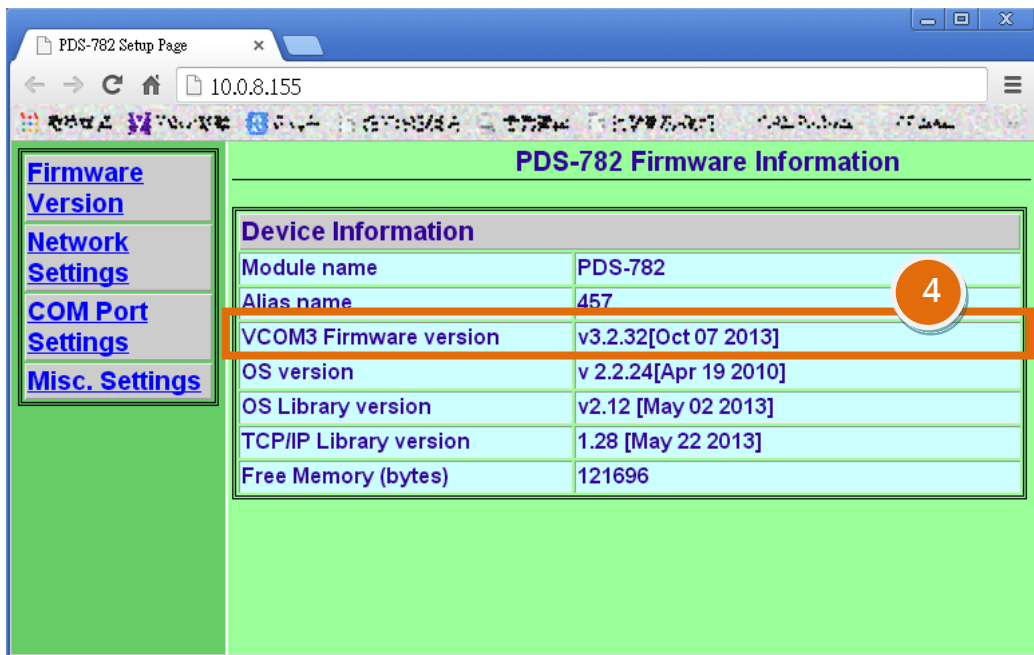 PDS-782 Setup Page
10.0.8.155
Firmware
Version
Network
Settings
COM Port
Settings
Misc. Settings
PDS-782 Firmware Information
Device Information
Module name PDS-782
Alias name 457
4
VCOM3 Firmware version v3.2.32[Oct 07 2013]
OS version v 2.2.24[Apr 19 2010]
OS Library version v2.12 [May 02 2013]
TCP/IP Library version 1.28 [May 22 2013]
Free Memory (bytes) 121696